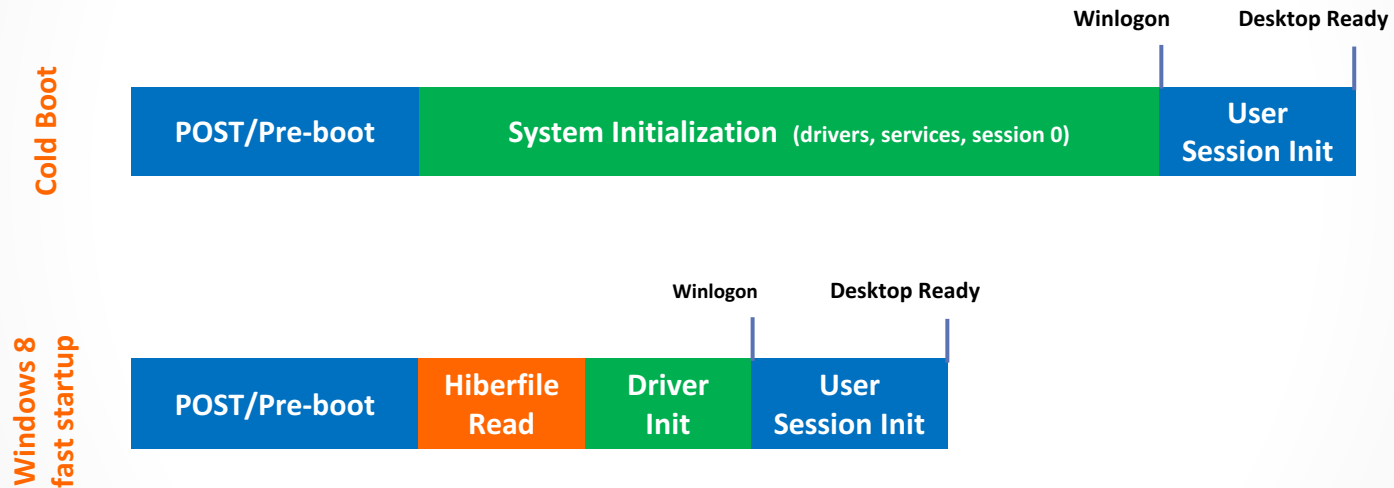 Winlogon Desktop Ready
Cold Boot
POST/Pre-boot System Initialization (drivers, services, session 0) User
Session Init
Winlogon Desktop Ready
Windows 8
fast startup
POST/Pre-boot
Hiberfile
Read
Driver
Init
User
Session Init